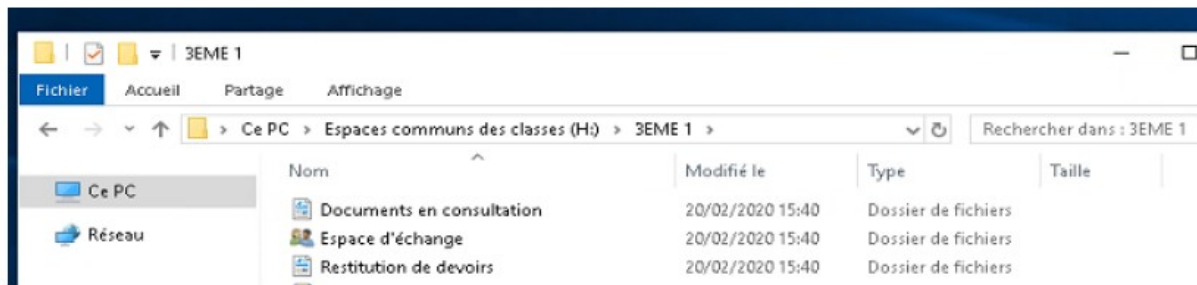 3EME 1
Fichier Accueil Partage Affichage
Ce PC > Espaces communs des classes (H:) > 3EME 1 > Rechercher dans : 3EME 1
Nom Modifié le Type Taille
Ce PC
Documents en consultation 20/02/2020 15:40 Dossier de fichiers
Réseau
Espace d'échange 20/02/2020 15:40 Dossier de fichiers
Restitution de devoirs 20/02/2020 15:40 Dossier de fichiers